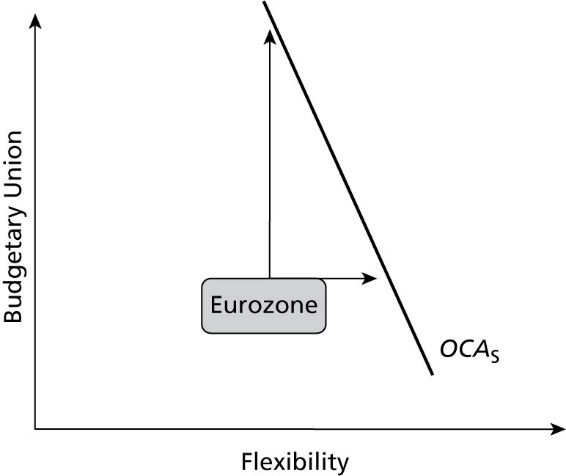 Budgetary Union
Eurozone
OCAS
Flexibility